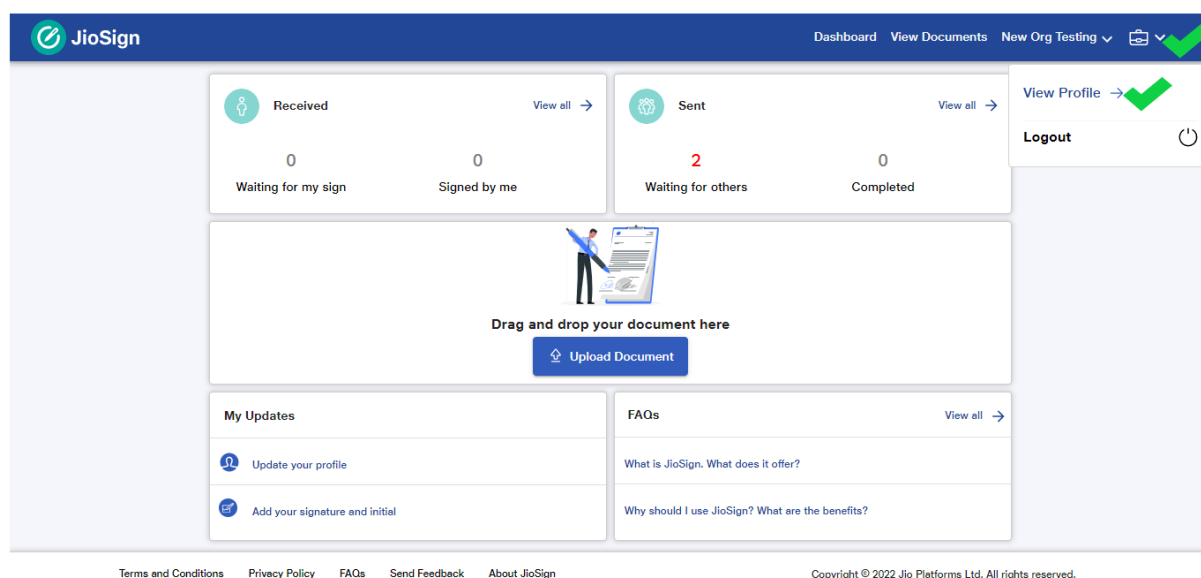 JioSign
Dashboard View Documents New Org Testing
Received View all
Sent View all
View Profile
Logout
0 0
Waiting for my sign Signed by me
2 0
Waiting for others Completed
Drag and drop your document here
Upload Document
My Updates
Update your profile
Add your signature and initial
FAQs View all
What is JioSign. What does it offer?
Why should I use JioSign? What are the benefits?
Terms and Conditions Privacy Policy FAQs Send Feedback About JioSign
Copyright © 2022 Jio Platforms Ltd. All rights reserved.